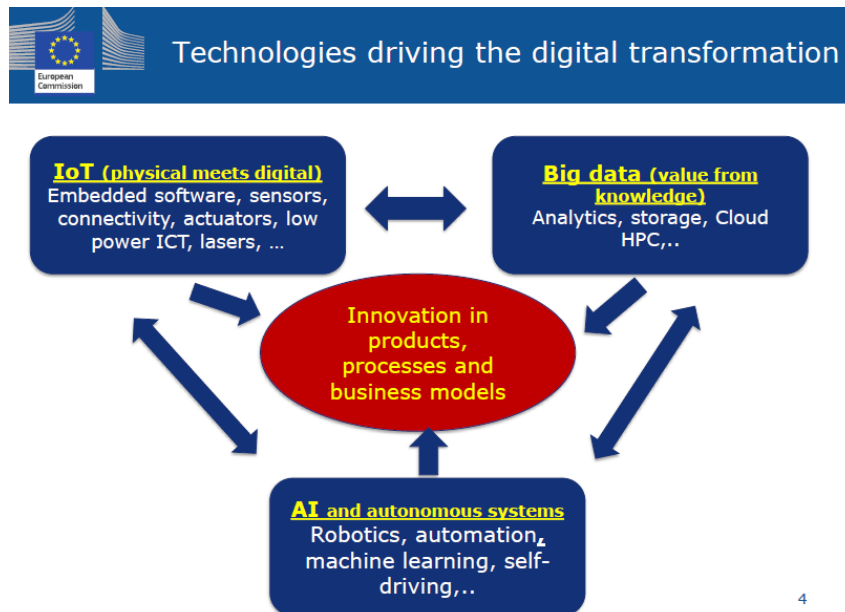 European
Commission
Technologies driving the digital transformation
IoT (physical meets digital)
Embedded software, sensors,
connectivity, actuators, low
power ICT, lasers, …
Big data (value from
knowledge)
Analytics, storage, Cloud
HPC,..
Innovation in
products,
processes and
business models
AI and autonomous systems
Robotics, automation,
machine learning, self-
driving,..
4